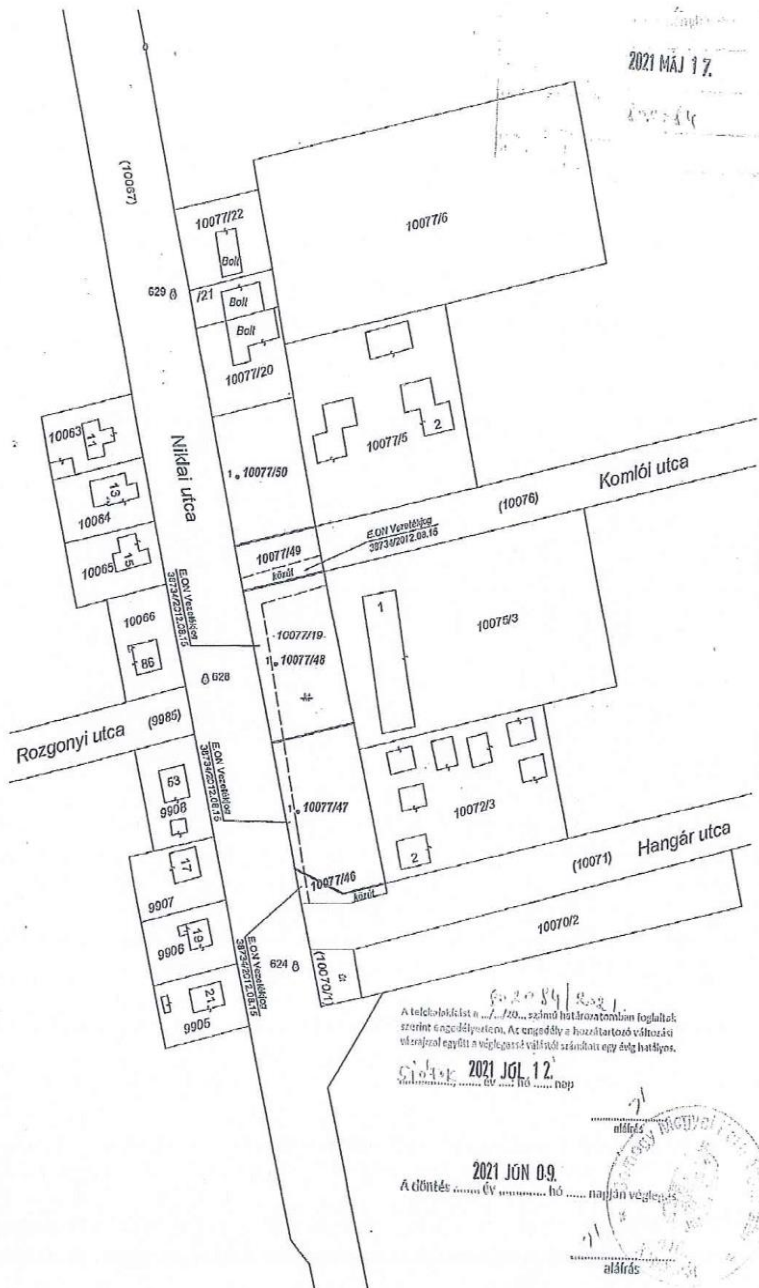 2021 MÁJ 17.
(10067)
10077/22
Bolt
10077/6
629
/21
Bolt
Bolt
10077/20
10063
11
13
10064
15
10065
Niklai utca
1 10077/50
10077/5
2
Komlói utca
(10076)
10077/49
közút
E.ON Vezetékjog
38734/2012.08.15
E.ON Vezetékjog
38734/2012.08.15
10066
86
10077/19
1 10077/48
1
10075/3
628
Rozgonyi utca (9985)
E.ON Vezetékjog
38734/2012.08.15
53
9908
1 10077/47
10072/3
2
17
9907
10077/46
közút
(10071) Hangár utca
10070/2
19
9906
E.ON Vezetékjog
38734/2012.08.15
624
út
21
9905
A telekalakítást a .../.../20... számú határozatomban foglaltak
szerint engedélyeztem. Az engedély a hozzátartozó változási
vázrajzzal együtt a véglegessé válástól számított egy évig hatályos.
2021 JÚL 12.
év hó nap
aláírás
2021 JÚN 09.
A döntés ...... év ............ hó ..... napján végleges
aláírás